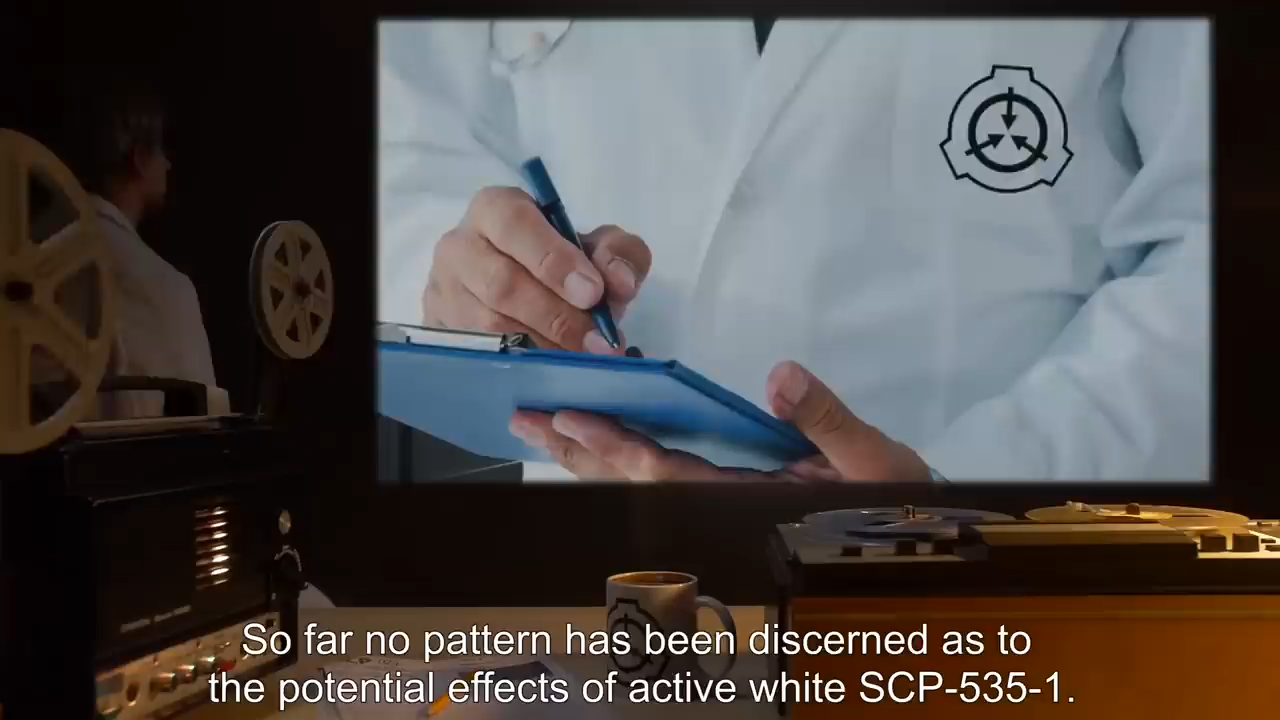 So far no pattern has been discerned as to
the potential effects of active white SCP-535-1.